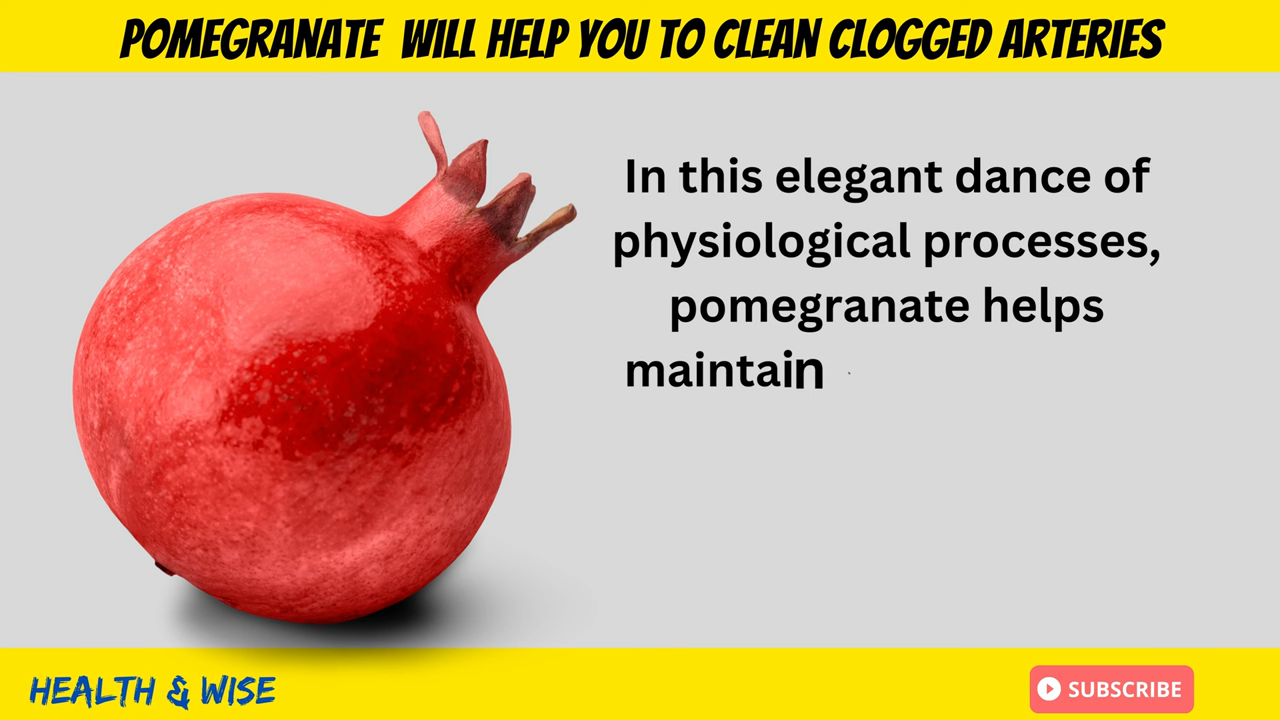 POMEGRANATE WILL HELP YOU TO CLEAN CLOGGED ARTERIES
In this elegant dance of
physiological processes,
pomegranate helps
maintain
HEALTH & WISE
SUBSCRIBE